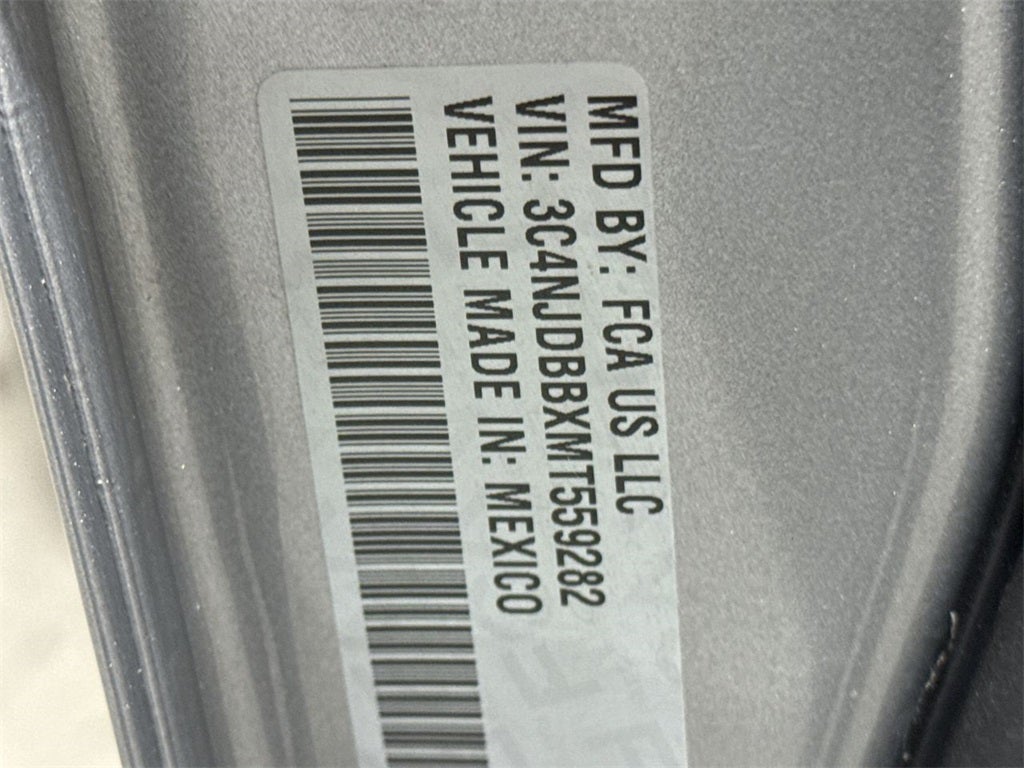 MFD BY: FCA US LLC
VIN: 3C4NJDBBXMT559282
VEHICLE MADE IN: MEXICO